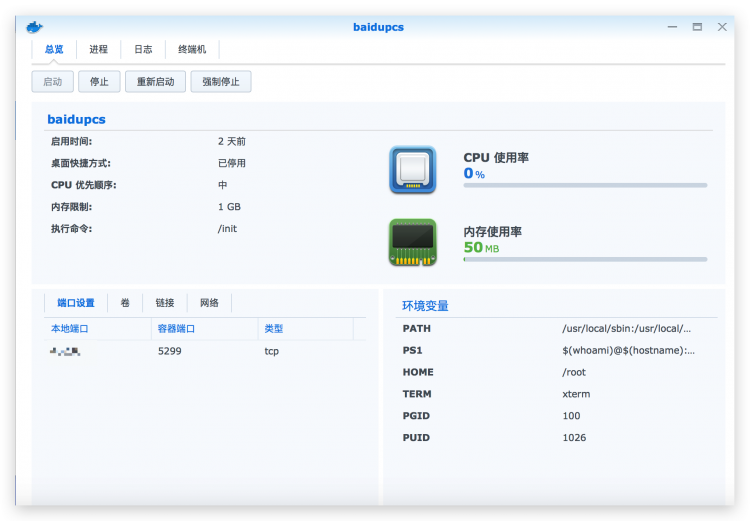 baidupcs
总览 进程 日志 终端机
启动 停止 重新启动 强制停止
baidupcs
启用时间: 2 天前
桌面快捷方式: 已停用
CPU 优先顺序: 中
内存限制: 1 GB
执行命令: /init
CPU 使用率
0 %
内存使用率
50 MB
端口设置 卷 链接 网络
本地端口 容器端口 类型
5299 tcp
环境变量
PATH /usr/local/sbin:/usr/local/...
PS1 $(whoami)@$(hostname):...
HOME /root
TERM xterm
PGID 100
PUID 1026